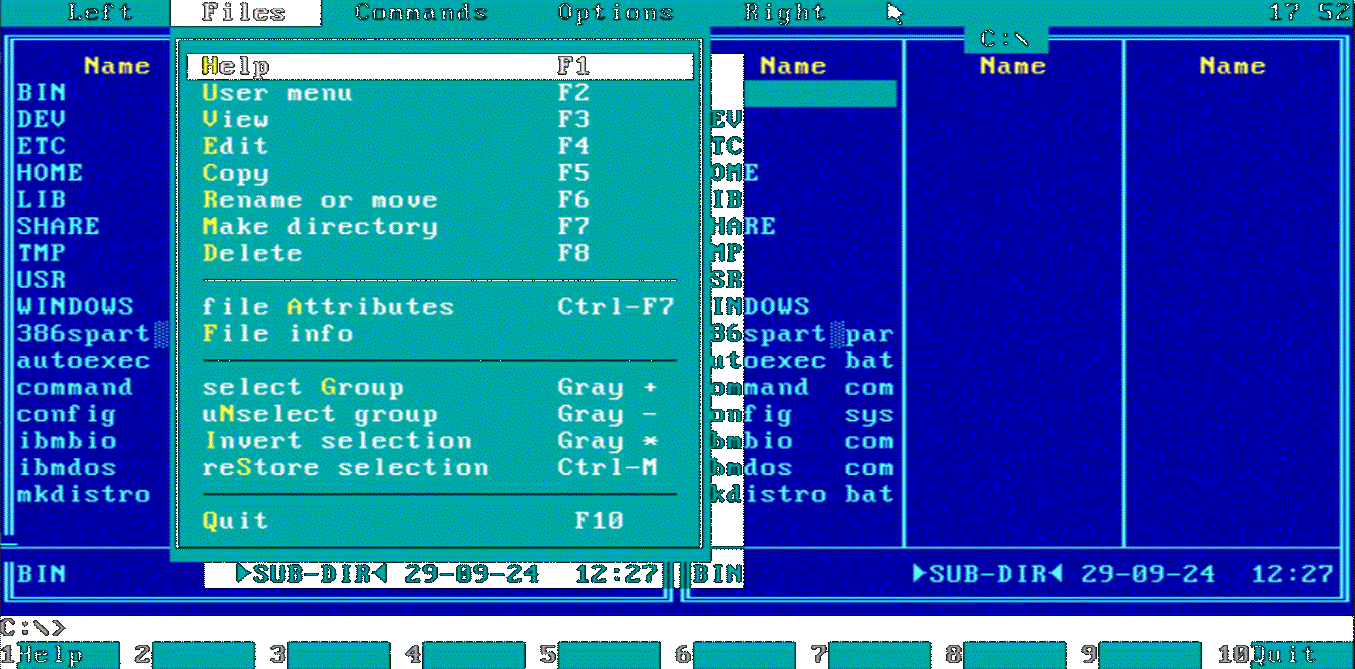 Left Files Commands Options Right 17 52
C:\
Name Name Name Name
Help F1
BIN User menu F2
DEV View F3 EV
ETC Edit F4 TC
HOME Copy F5 OME
LIB Rename or move F6 IB
SHARE Make directory F7 HARE
TMP Delete F8 MP
USR SR
WINDOWS file Attributes Ctrl-F7 INDOWS
386spart File info 86spart par
autoexec utoexec bat
command select Group Gray + ommand com
config uNselect group Gray - onfig sys
ibmbio Invert selection Gray * bmbio com
ibmdos reStore selection Ctrl-M bmdos com
mkdistro kdistro bat
Quit F10
BIN ►SUB-DIR◄ 29-09-24 12:27 BIN ►SUB-DIR◄ 29-09-24 12:27
C:\>
1Help 2 3 4 5 6 7 8 9 10Quit